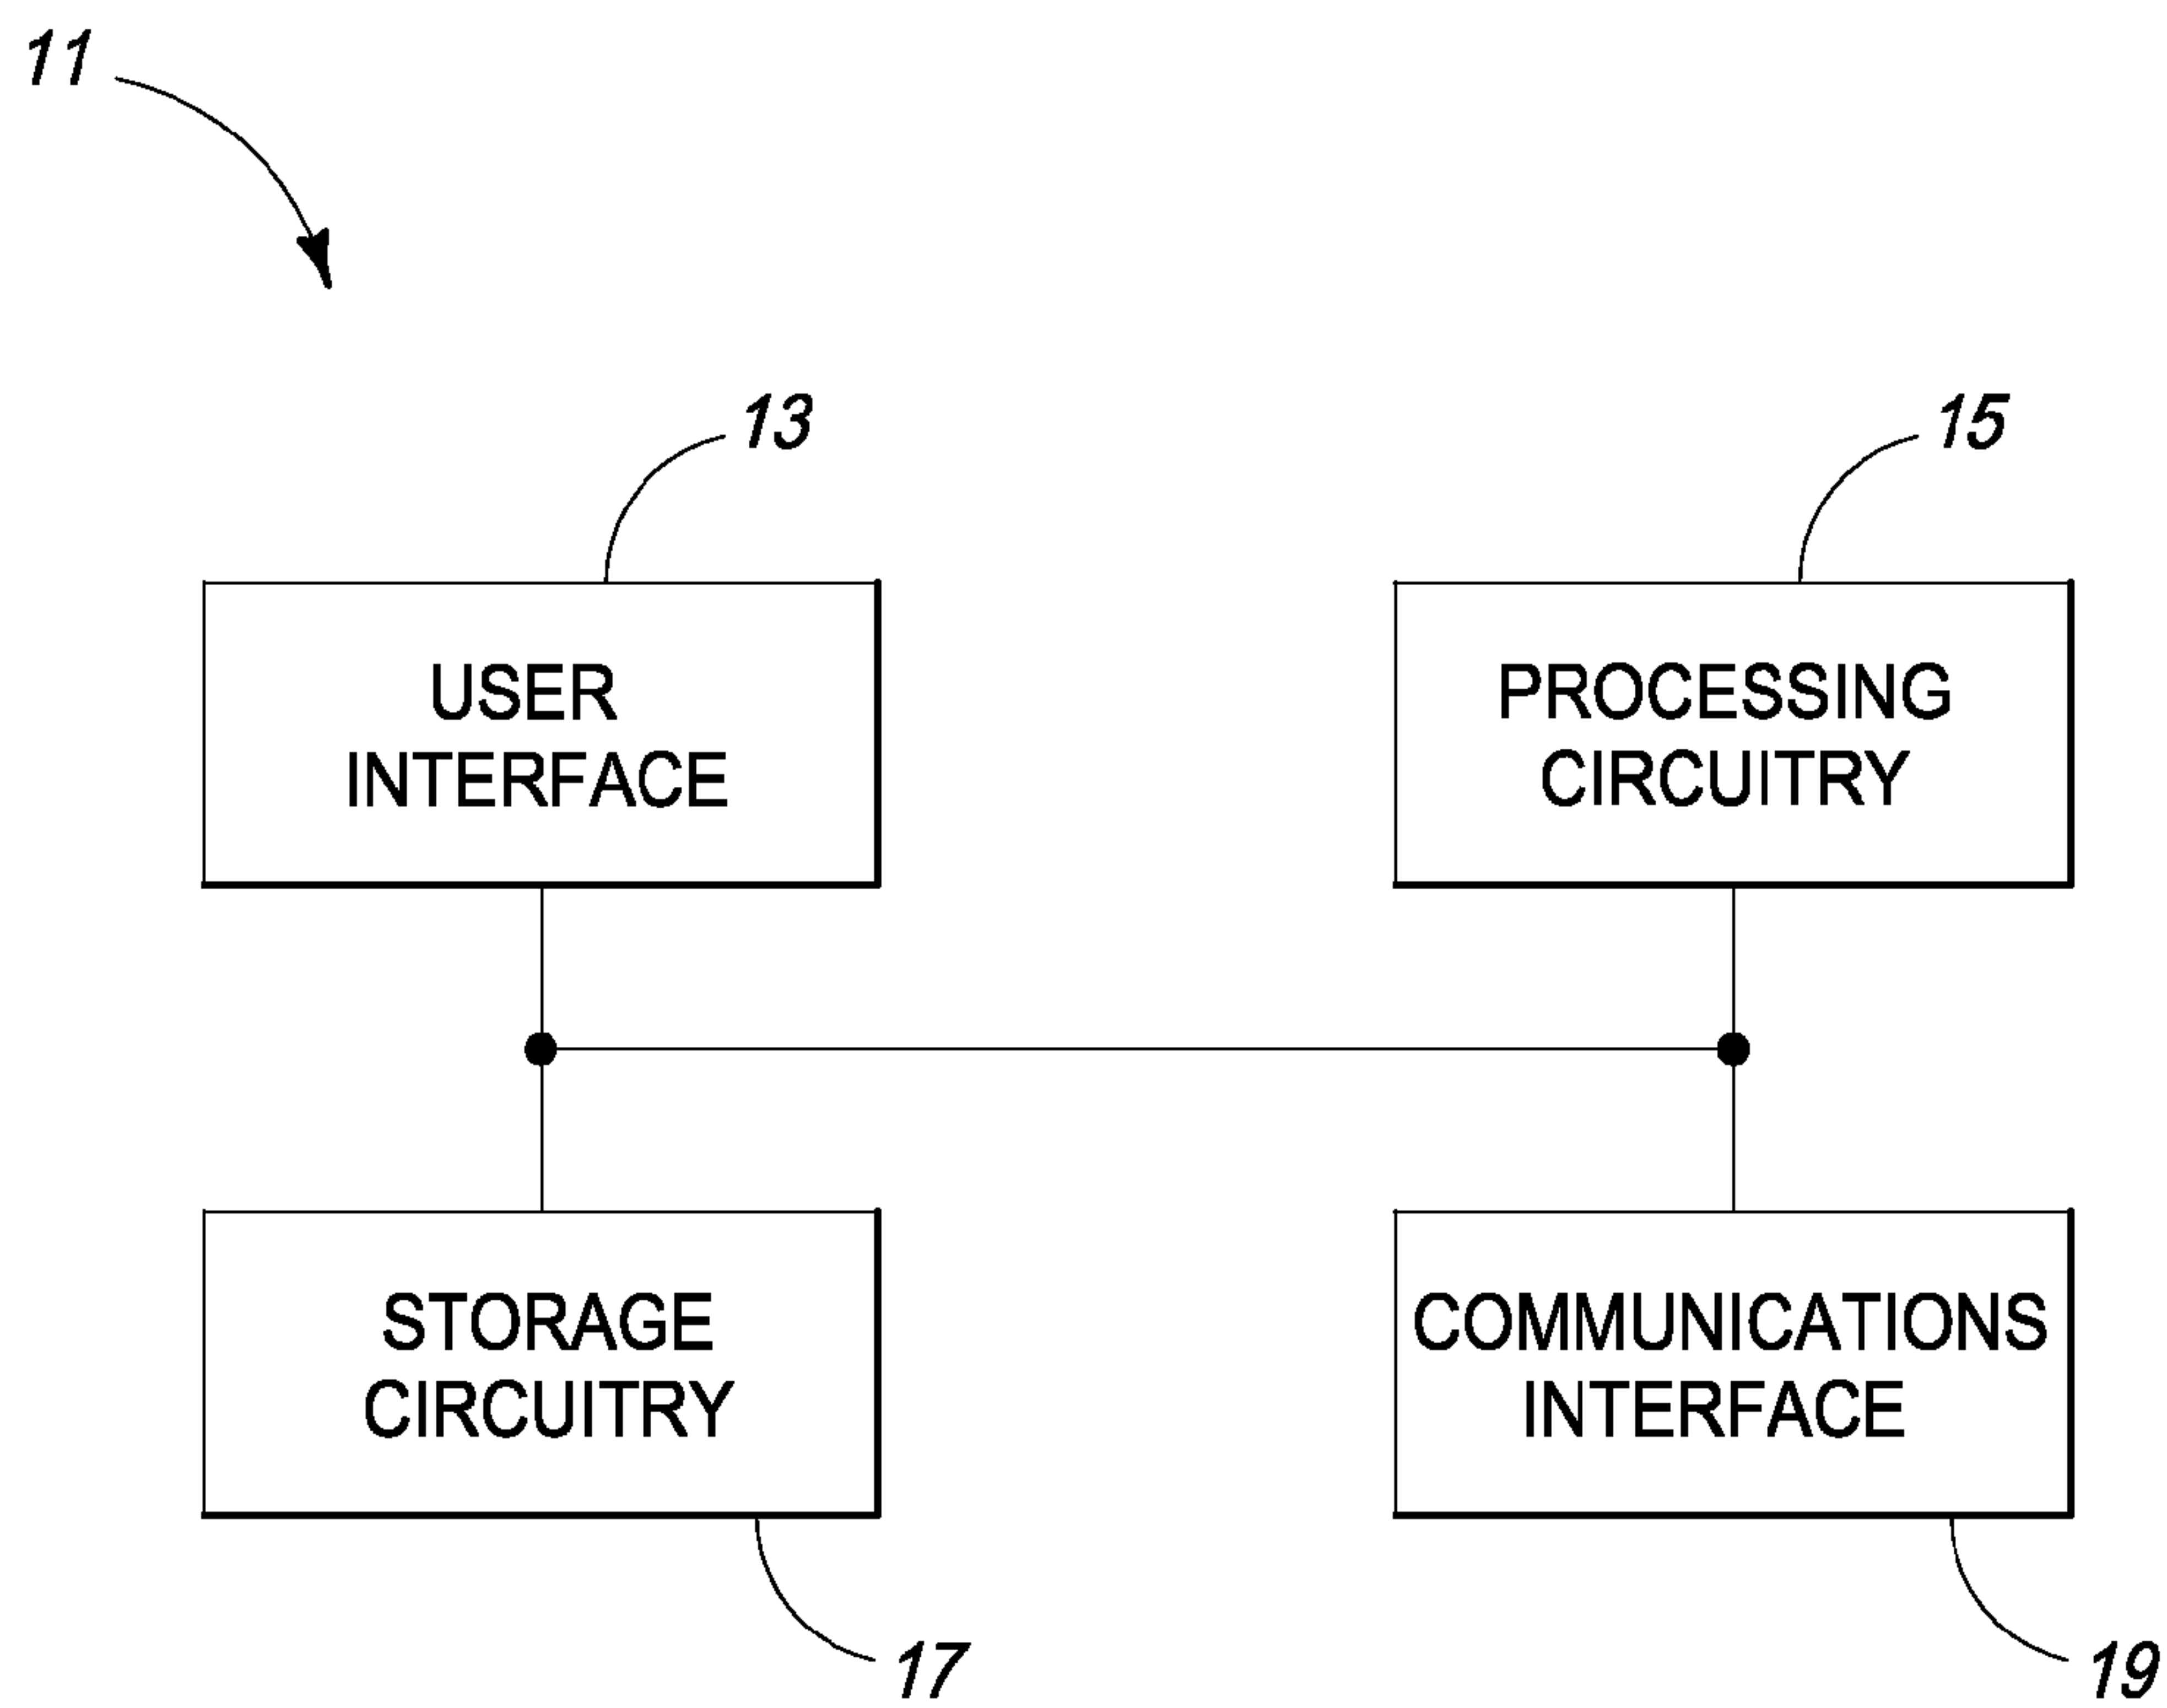 11
13
15
USER
INTERFACE
PROCESSING
CIRCUITRY
STORAGE
CIRCUITRY
COMMUNICATIONS
INTERFACE
17
19